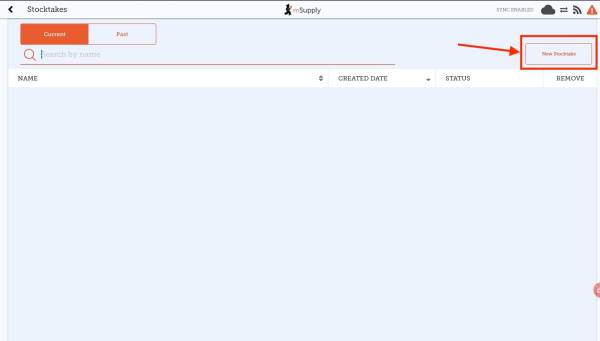 Stocktakes
mSupply
SYNC ENABLED
Current
Past
Search by name
New Stocktake
NAME
CREATED DATE
STATUS
REMOVE